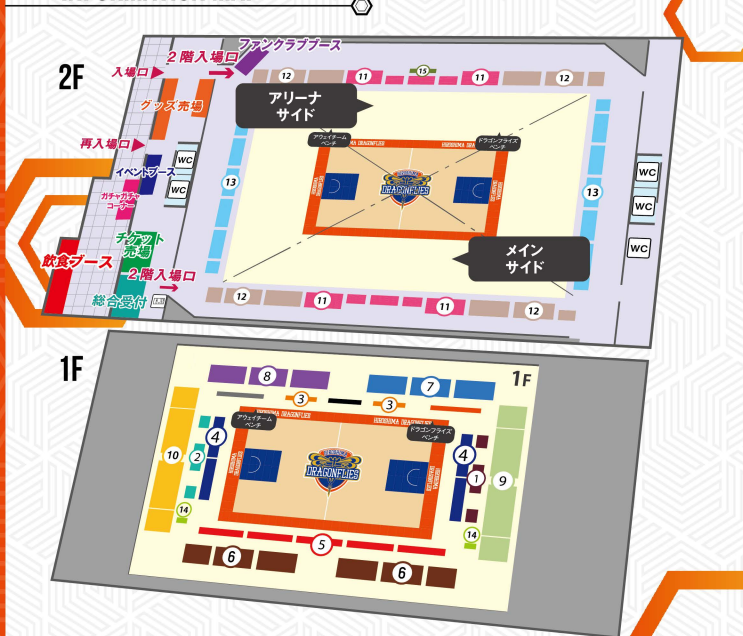 2F
2階入場口
ファンクラブブース
入場口
グッズ売場
再入場口
イベントブース
ガチャガチャ
コーナー
チケット
売場
飲食ブース
2階入場口
総合受付
WC
WC
WC
WC
WC
12
11
15
11
12
アリーナ
サイド
アウェイチーム
ベンチ
ドラゴンフライズ
ベンチ
HIROSHIMA DRAGONFLIES
DRAGONFLIES
13
13
メイン
サイド
12
11
11
12
1F
1F
8
7
3
3
アウェイチーム
ベンチ
HIROSHIMA DRAGONFLIES
HIROSHIMA DRAGONFLIES
ドラゴンフライズ
ベンチ
DRAGONFLIES
10
2
4
4
1
9
14
14
5
6
6